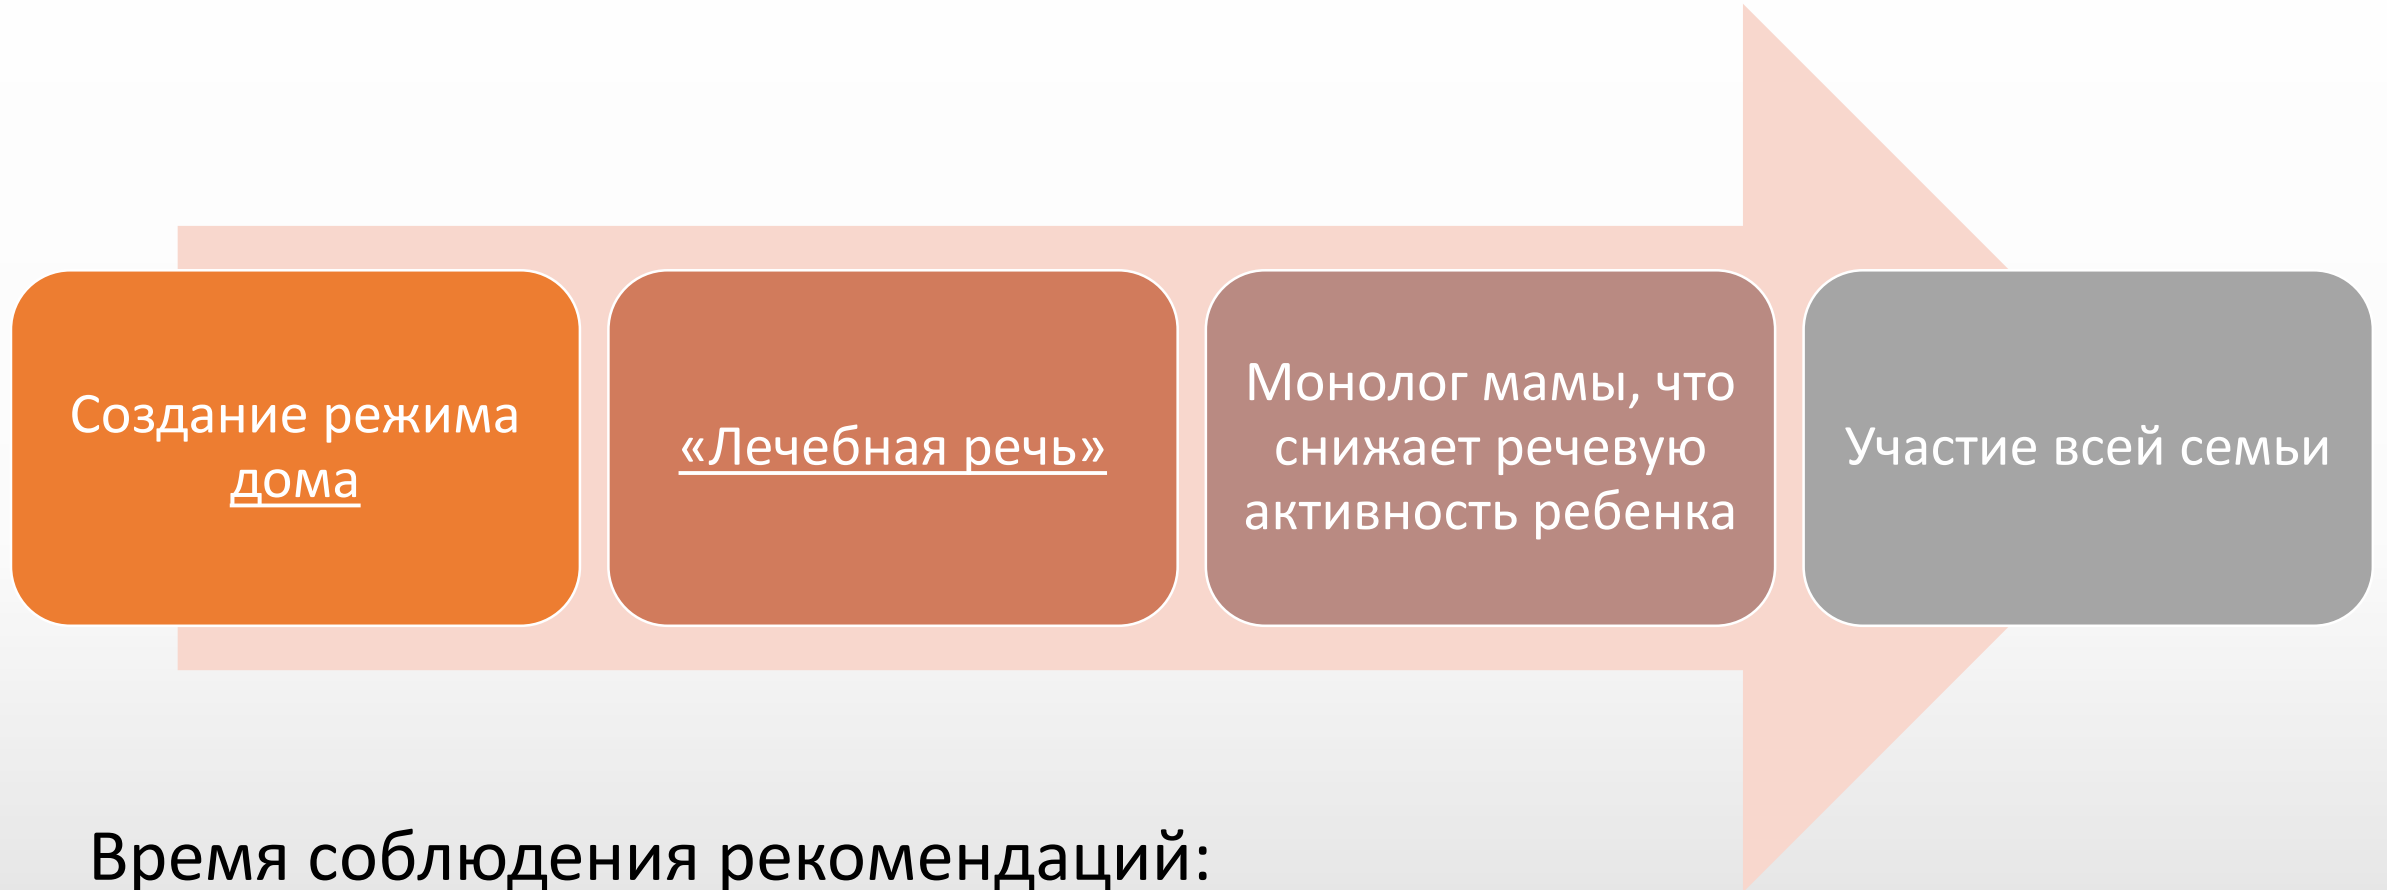 Создание режима
дома
«Лечебная речь»
Монолог мамы, что
снижает речевую
активность ребенка
Участие всей семьи
Время соблюдения рекомендаций: